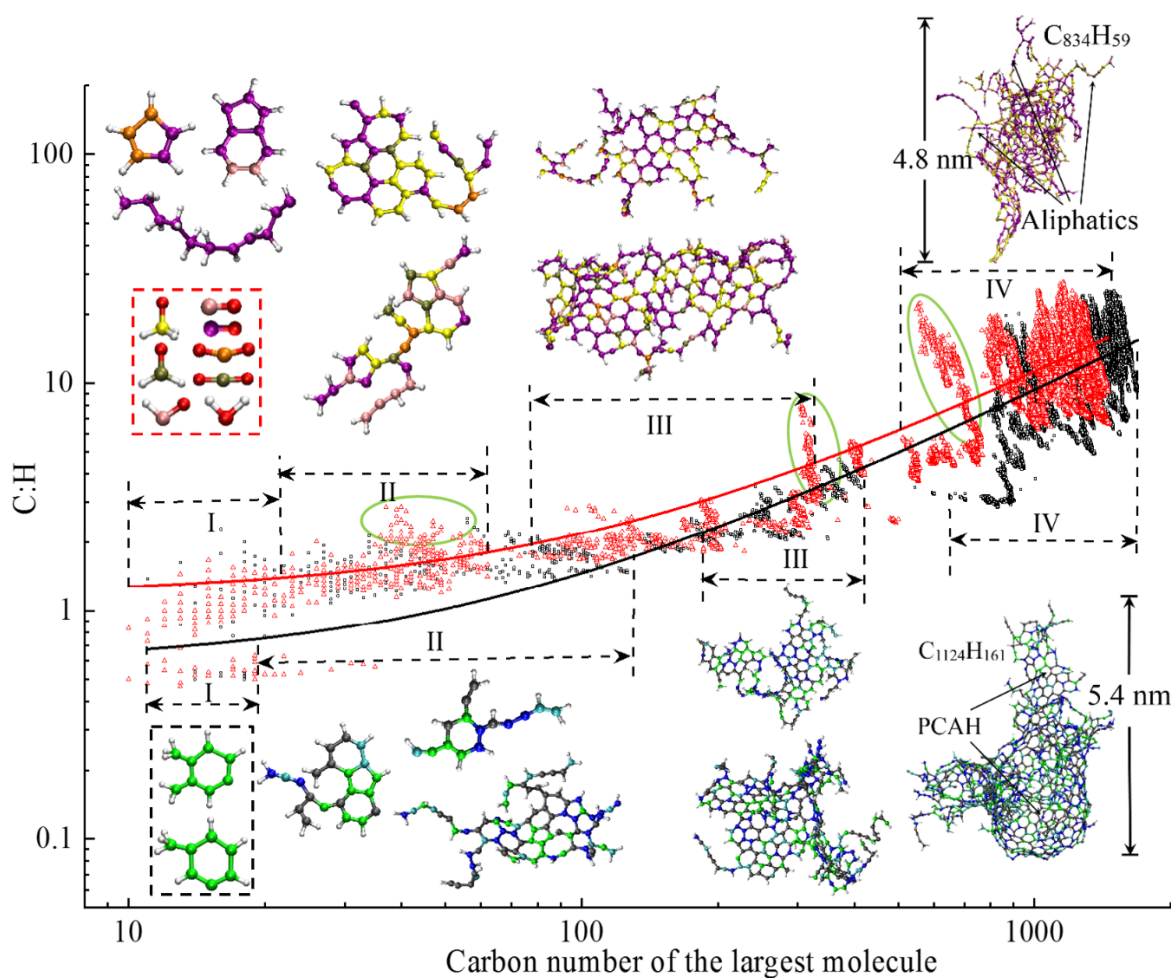 C₈₃₄H₅₉
4.8 nm
Aliphatics
100
IV
10
III
C:H
II
I
III
IV
1
II
I
C₁₁₂₄H₁₆₁
5.4 nm
PCAH
0.1
10
100
1000
Carbon number of the largest molecule